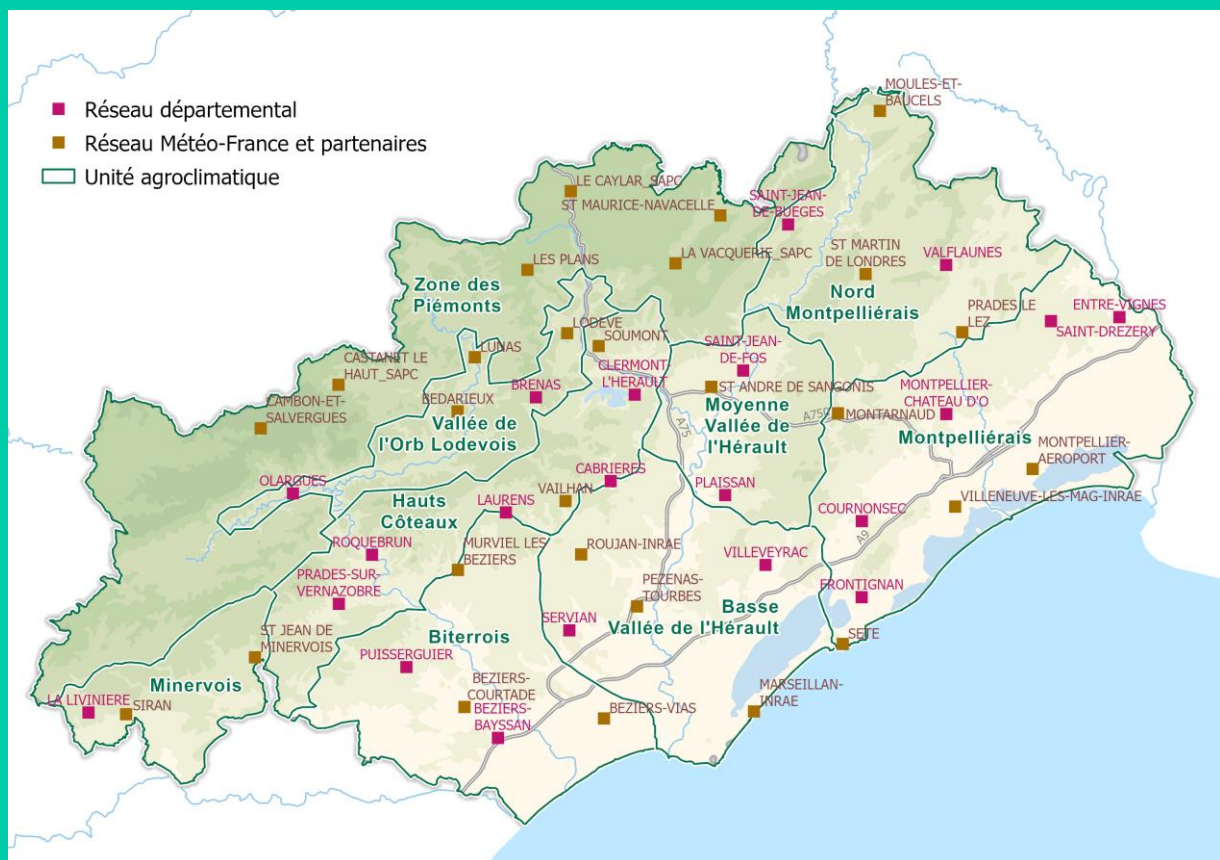 Réseau départemental
Réseau Météo-France et partenaires
Unité agroclimatique
MOULES-ET-
BAUCELS
LE CAYLAR_SAPC
ST MAURICE-NAVACELLE
SAINT-JEAN-
DE-BUEGES
LES PLANS
LA VACQUERIE_SAPC
ST MARTIN
DE LONDRES
VALFLAUNES
Zone des
Piémonts
Nord
Montpelliérais
PRADES LE
LEZ
ENTRE-VIGNES
SAINT-DREZERY
LODEVE
SOUMONT
SAINT-JEAN-
DE-FOS
LUNAS
CASTANET LE
HAUT_SAPC
CLERMONT-
L'HERAULT
BRENAS
ST ANDRE DE SANGONIS
MONTPELLIER-
CHATEAU D'O
CAMBON-ET-
SALVERGUES
BEDARIEUX
Vallée de
l'Orb Lodevois
Moyenne
Vallée de
l'Hérault
A750
MONTARNAUD
A75
Montpelliérais
MONTPELLIER-
AEROPORT
OLARGUES
CABRIERES
VAILHAN
PLAISSAN
Hauts
Côteaux
LAURENS
VILLENEUVE-LES-MAG-INRAE
COURNONSEC
ROQUEBRUN
MURVIEL LES
BEZIERS
ROUJAN-INRAE
VILLEVEYRAC
A9
PRADES-SUR-
VERNAZOBRE
PEZENAS-
TOURBES
FRONTIGNAN
Basse
Vallée de l'Hérault
SERVIAN
ST JEAN DE
MINERVOIS
Biterrois
SETE
PUISSERGUIER
Minervois
BEZIERS-
COURTADE
BEZIERS-
BAYSSAN
MARSEILLAN-
INRAE
LA LIVINIERE
SIRAN
BEZIERS-VIAS